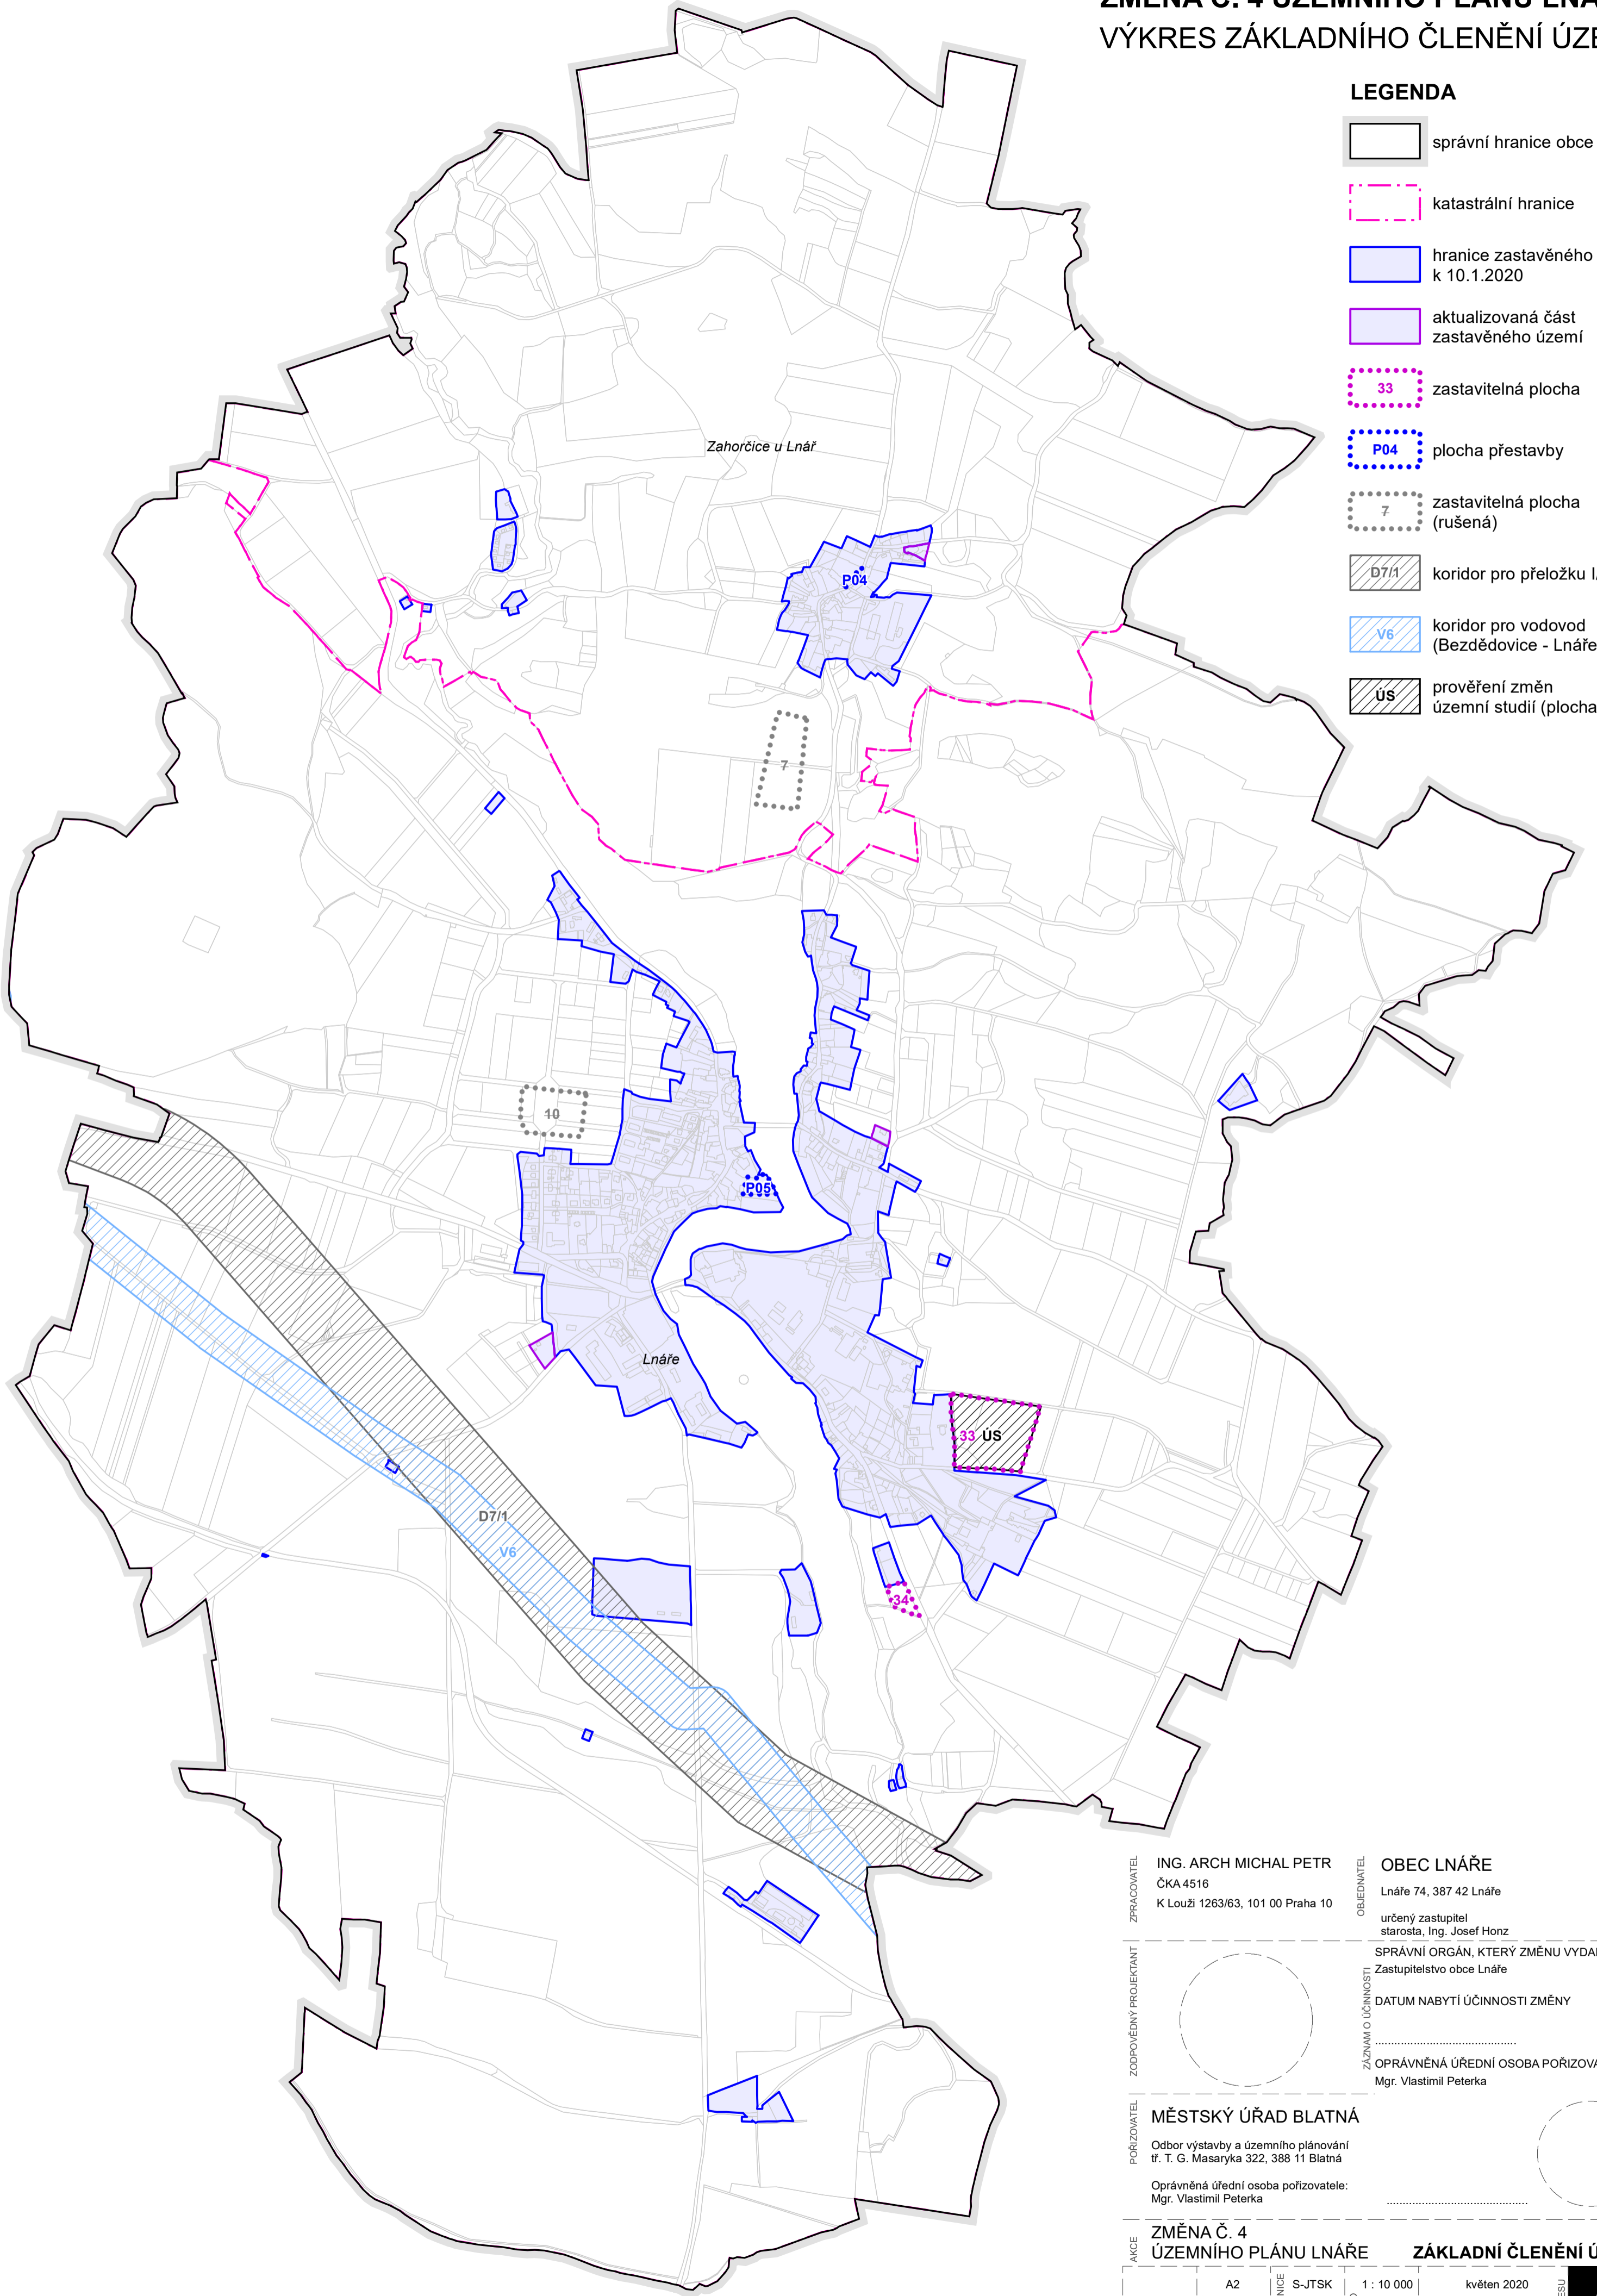 ZMĚNA Č. 4 ÚZEMNÍHO PLÁNU
VÝKRES ZÁKLADNÍHO ČLENĚNÍ
LEGENDA
správní hranice obce
katastrální hranice
hranice zastavěného
k 10.1.2020
aktualizovaná část
zastavěného území
33
zastavitelná plocha
P04
plocha přestavby
7
zastavitelná plocha
(rušená)
D7/1
koridor pro přeložku
V6
koridor pro vodovod
(Bezdědovice - Lnáře
ÚS
prověření změn
územní studií (plocha
Zahorčice u Lnář
P04
7
10
P05
Lnáře
33 ÚS
D7/1
V6
34
ZPRACOVATEL
ING. ARCH MICHAL PETR
ČKA 4516
K Louži 1263/63, 101 00 Praha 10
OBJEDNATEL
OBEC LNÁŘE
Lnáře 74, 387 42 Lnáře
určený zastupitel
starosta, Ing. Josef Honz
ZODPOVĚDNÝ PROJEKTANT
ZÁZNAM O ÚČINNOSTI
SPRÁVNÍ ORGÁN, KTERÝ ZMĚNU
Zastupitelstvo obce Lnáře
DATUM NABYTÍ ÚČINNOSTI ZMĚNY
OPRÁVNĚNÁ ÚŘEDNÍ OSOBA
Mgr. Vlastimil Peterka
POŘIZOVATEL
MĚSTSKÝ ÚŘAD BLATNÁ
Odbor výstavby a územního plánování
tř. T. G. Masaryka 322, 388 11 Blatná
Oprávněná úřední osoba pořizovatele:
Mgr. Vlastimil Peterka
AKCE
ZMĚNA Č. 4
ÚZEMNÍHO PLÁNU LNÁŘE
ZÁKLADNÍ ČLENĚNÍ
A2
S-JTSK
1 : 10 000
květen 2020